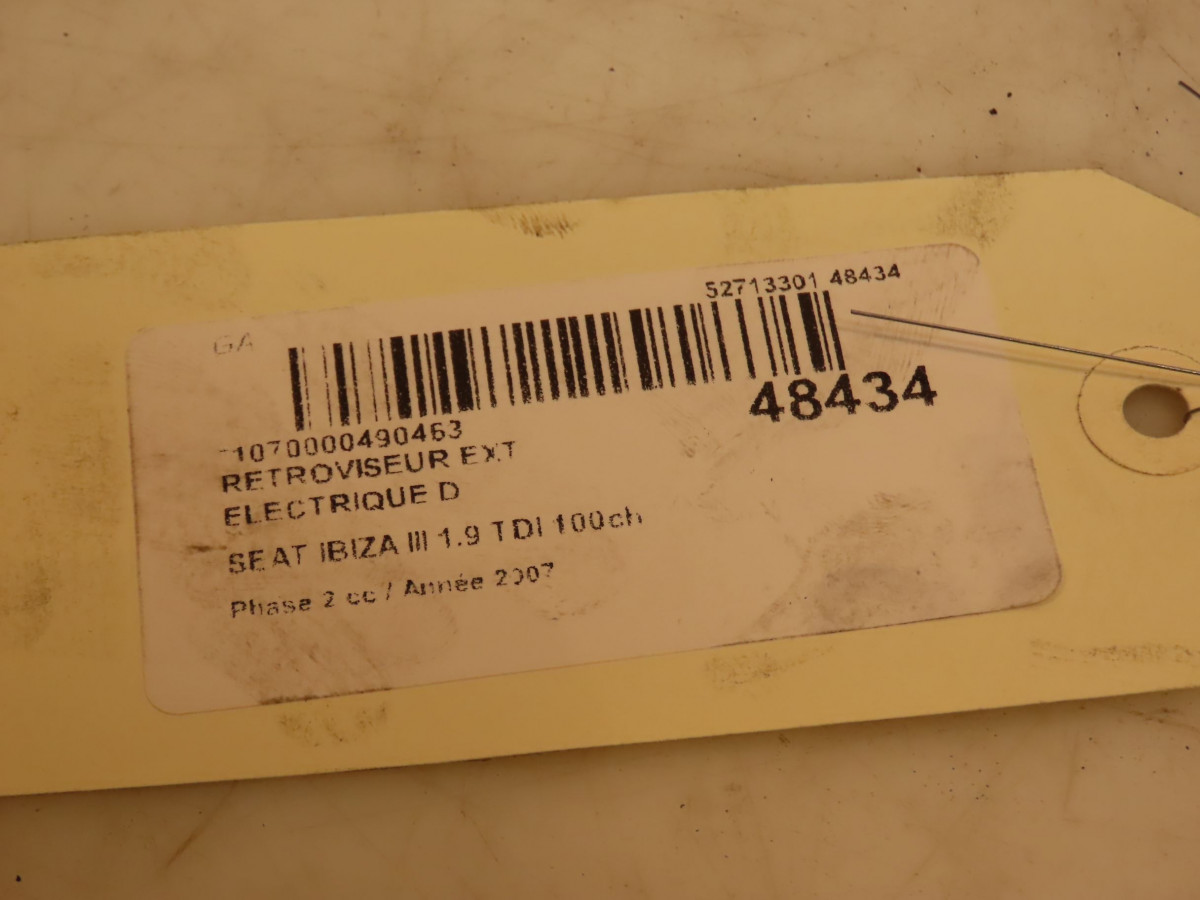 52713301 48434
GA
48434
-1070000490463
RETROVISEUR EXT
ELECTRIQUE D
SEAT IBIZA III 1.9 TDI 100ch
Phase 2 cc / Année 2007